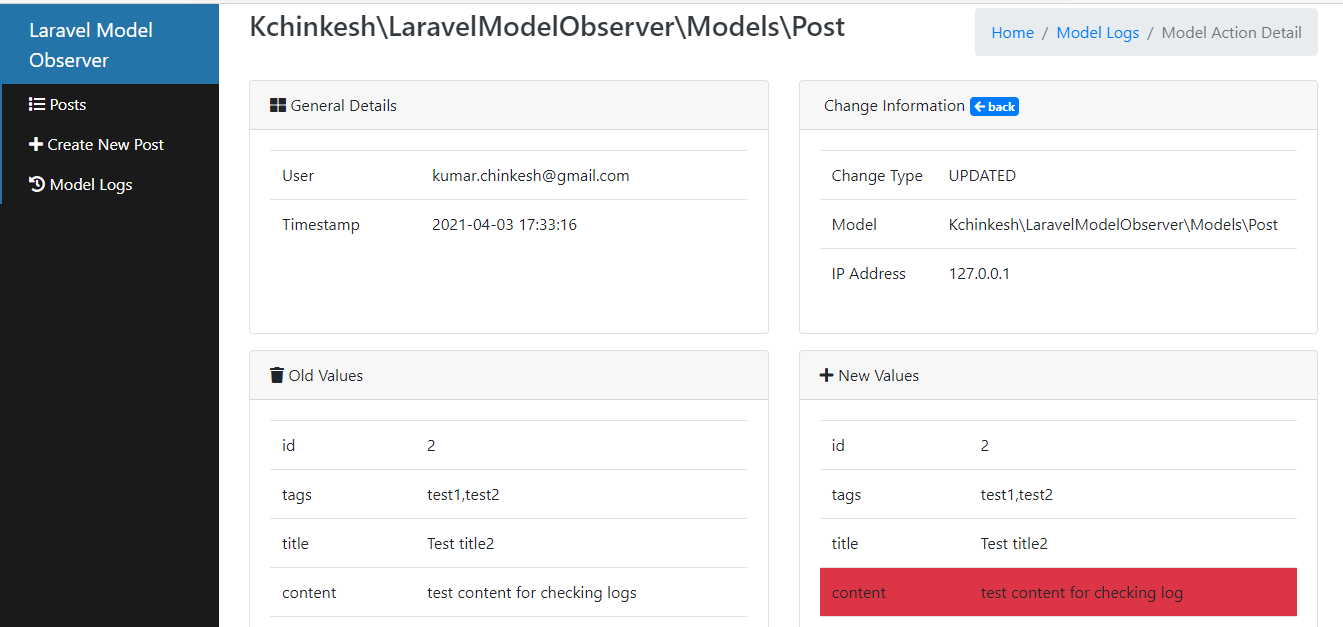 Laravel Model
Observer
Posts
Create New Post
Model Logs
Kchinkesh\LaravelModelObserver\Models\Post
Home / Model Logs / Model Action Detail
General Details
User kumar.chinkesh@gmail.com
Timestamp 2021-04-03 17:33:16
Change Information back
Change Type UPDATED
Model Kchinkesh\LaravelModelObserver\Models\Post
IP Address 127.0.0.1
Old Values
id 2
tags test1,test2
title Test title2
content test content for checking logs
New Values
id 2
tags test1,test2
title Test title2
content test content for checking log